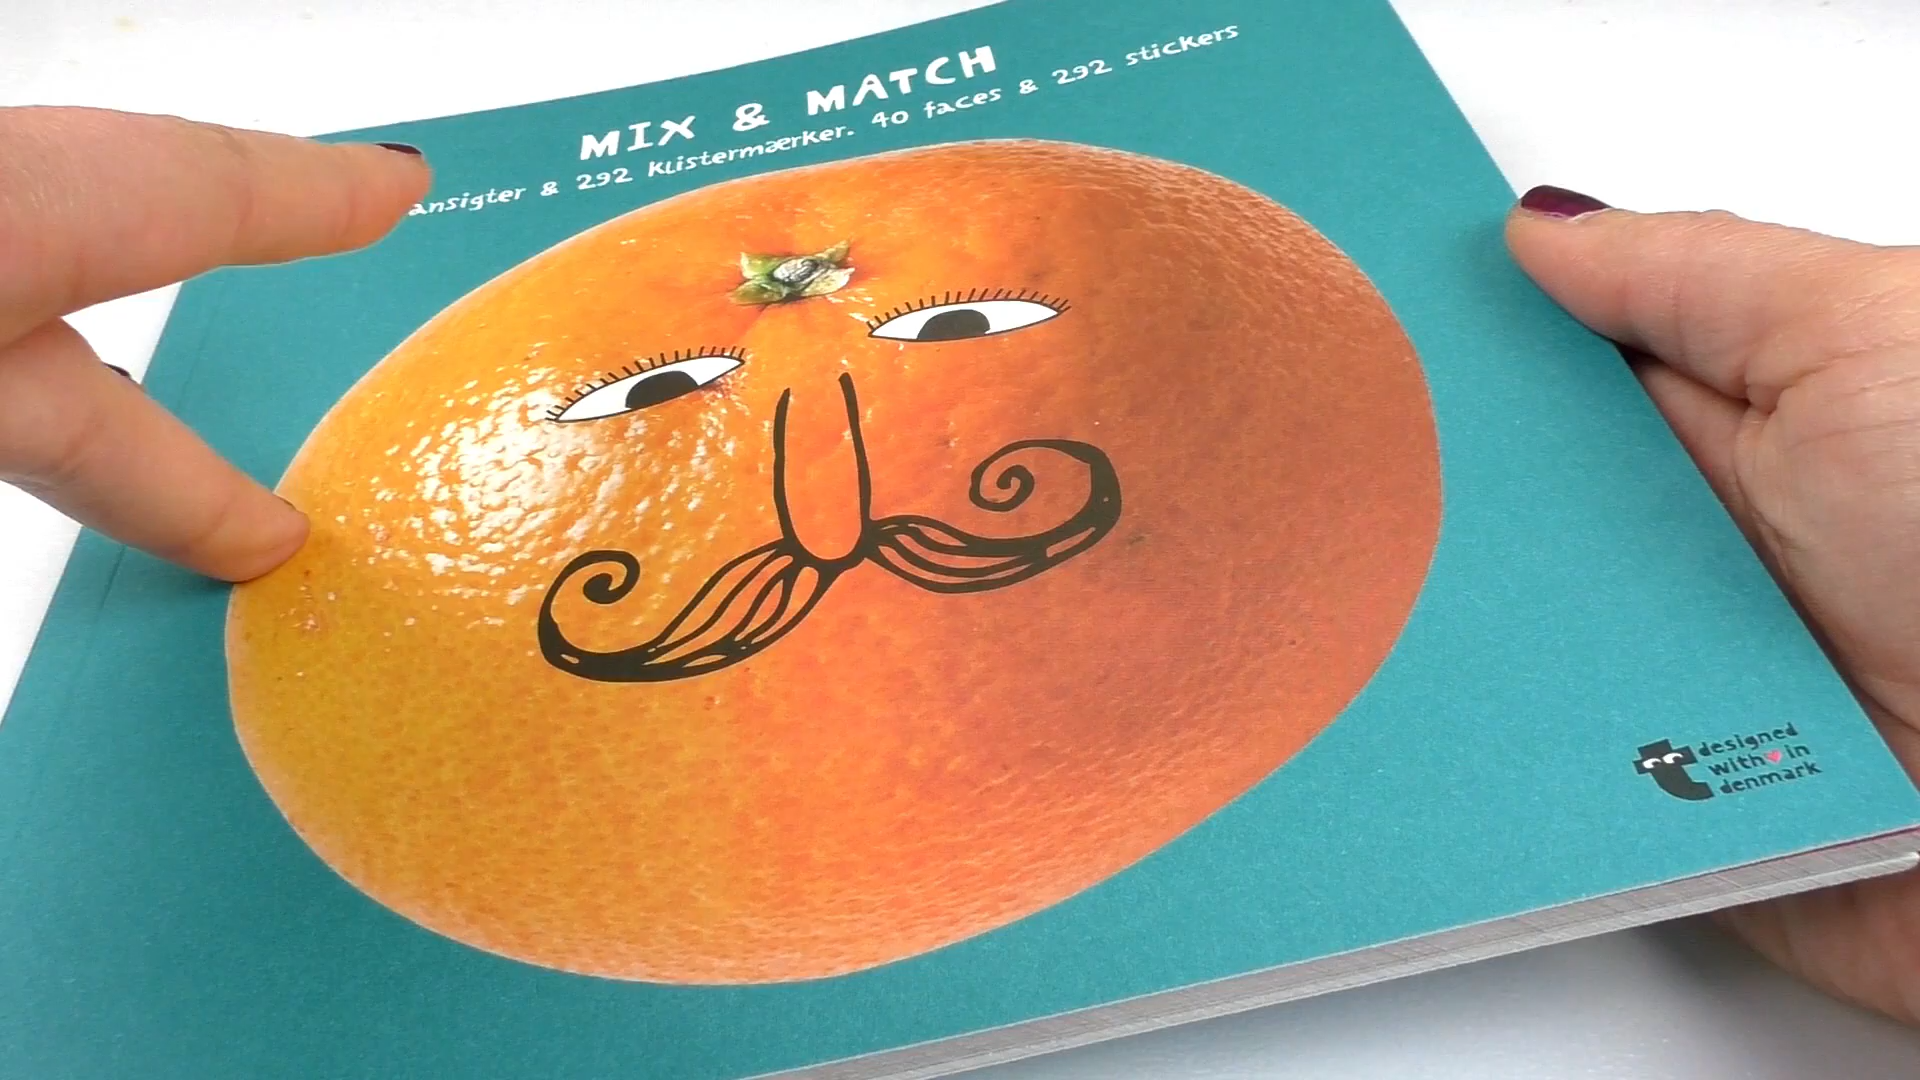 MIX & MATCH
ansigter & 292 klistermærker. 40 faces & 292 stickers
designed
with in
denmark